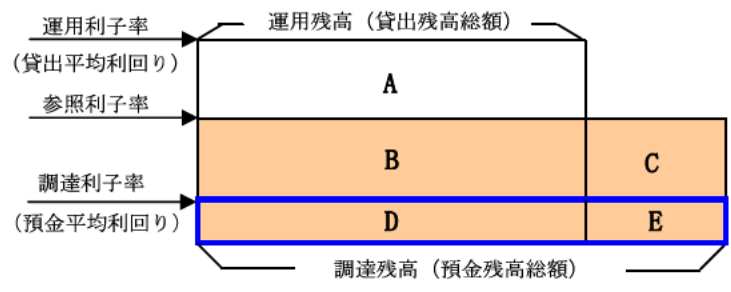 運用利子率
運用残高（貸出残高総額）
（貸出平均利回り）
A
参照利子率
B
C
調達利子率
（預金平均利回り）
D
E
調達残高（預金残高総額）